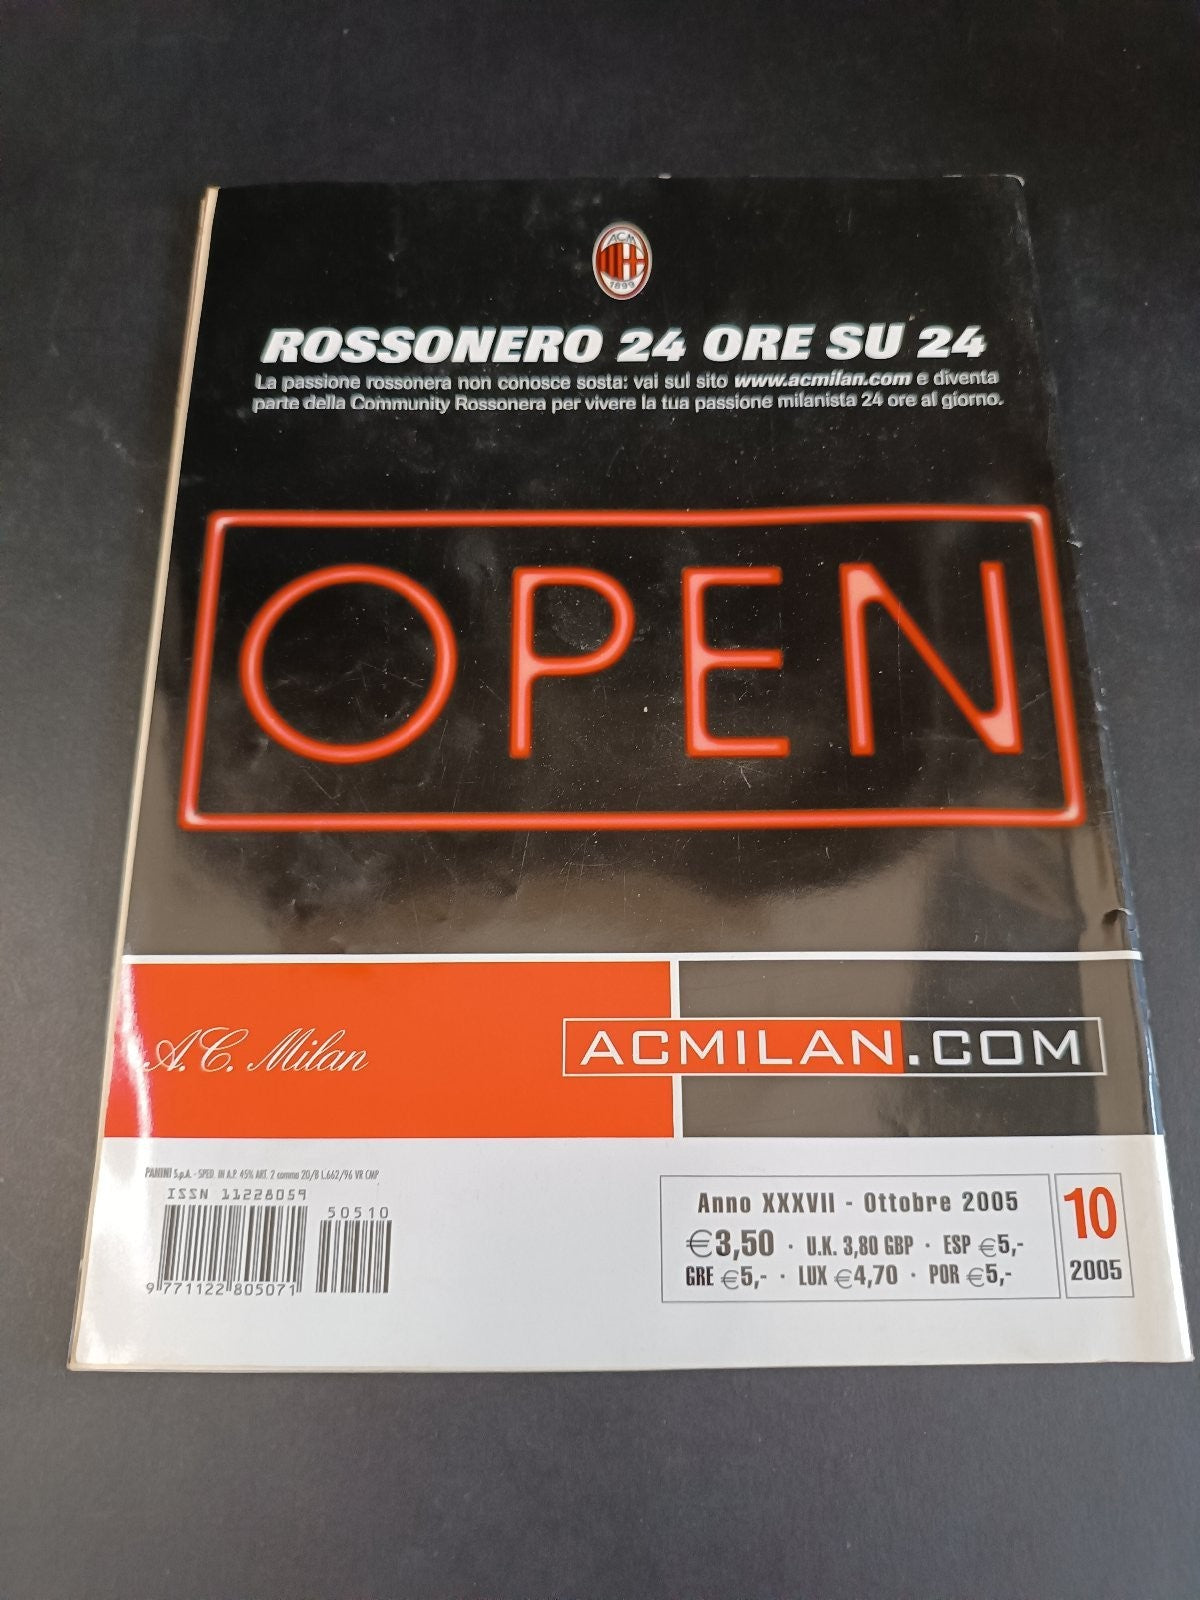 ACM
1899
ROSSONERO 24 ORE SU 24
La passione rossonera non conosce sosta: vai sul sito www.acmilan.com e diventa
parte della Community Rossonera per vivere la tua passione milanista 24 ore al giorno.
OPEN
A.C. Milan
ACMILAN.COM
PANINI S.p.A. - SPED. IN A.P. 45% ART. 2 comma 20/B L.662/96 VR CMP
ISSN 11228059
50510
9 771122 805071
Anno XXXVII - Ottobre 2005
€3,50 · U.K. 3,80 GBP · ESP €5,-
GRE €5,- · LUX €4,70 · POR €5,-
10
2005